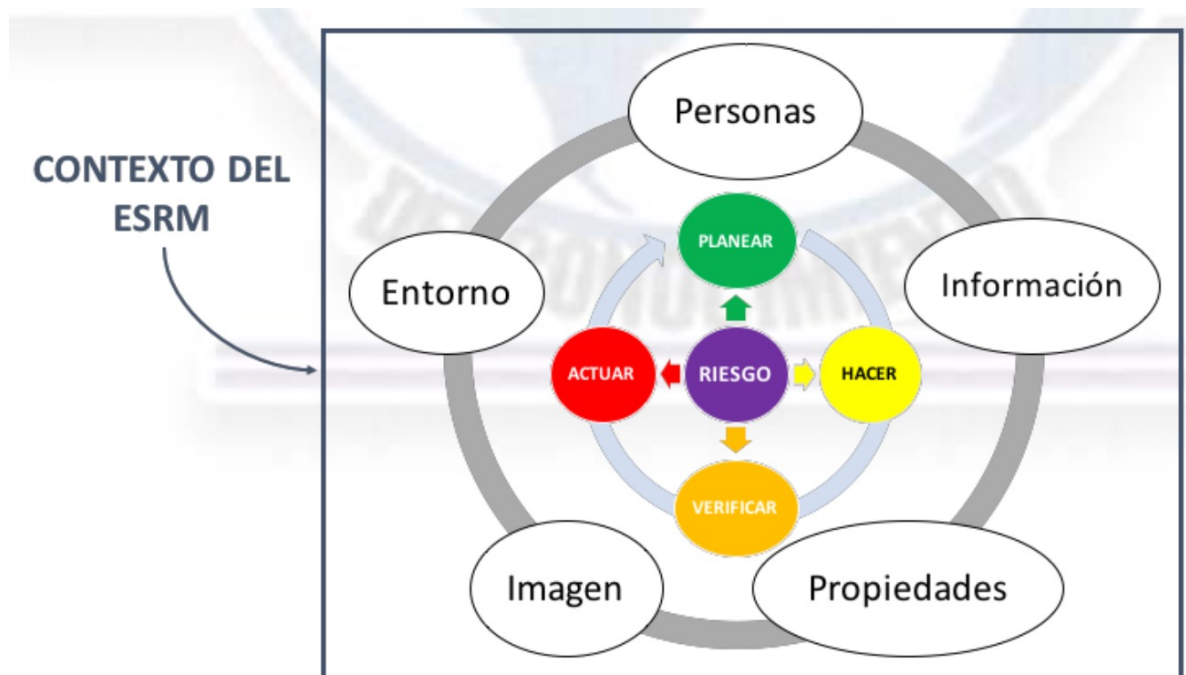 CONTEXTO DEL
ESRM
Personas
Entorno
Información
PLANEAR
ACTUAR
RIESGO
HACER
VERIFICAR
Imagen
Propiedades